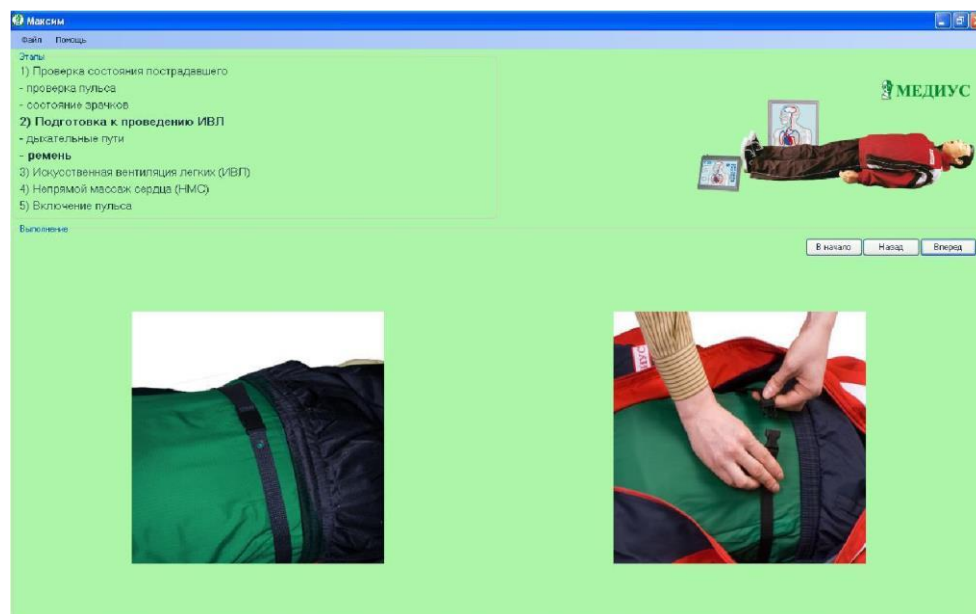 Максим
Файл Помощь
Этапы
1) Проверка состояния пострадавшего
- проверка пульса
- состояние зрачков
2) Подготовка к проведению ИВЛ
- дыхательные пути
- ремень
3) Искусственная вентиляция легких (ИВЛ)
4) Непрямой массаж сердца (НМС)
5) Включение пульса
МЕДИУС
Выполнение
В начало Назад Вперед